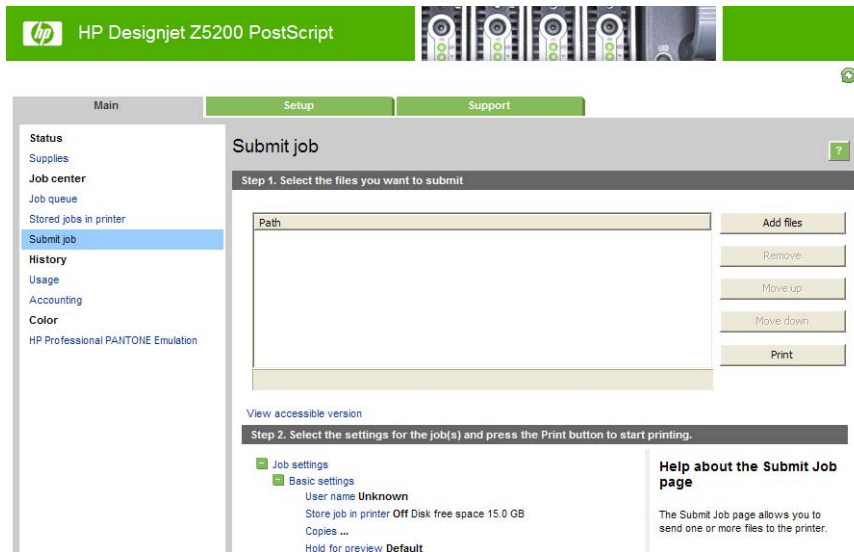 hp HP Designjet Z5200 PostScript
UID
Main Setup Support
Status
Supplies
Job center
Job queue
Stored jobs in printer
Submit job
History
Usage
Accounting
Color
HP Professional PANTONE Emulation
Submit job
?
Step 1. Select the files you want to submit
Path
Add files
Remove
Move up
Move down
Print
View accessible version
Step 2. Select the settings for the job(s) and press the Print button to start printing.
Job settings
Basic settings
User name Unknown
Store job in printer Off Disk free space 15.0 GB
Copies ...
Hold for preview Default
Help about the Submit Job
page
The Submit Job page allows you to
send one or more files to the printer.